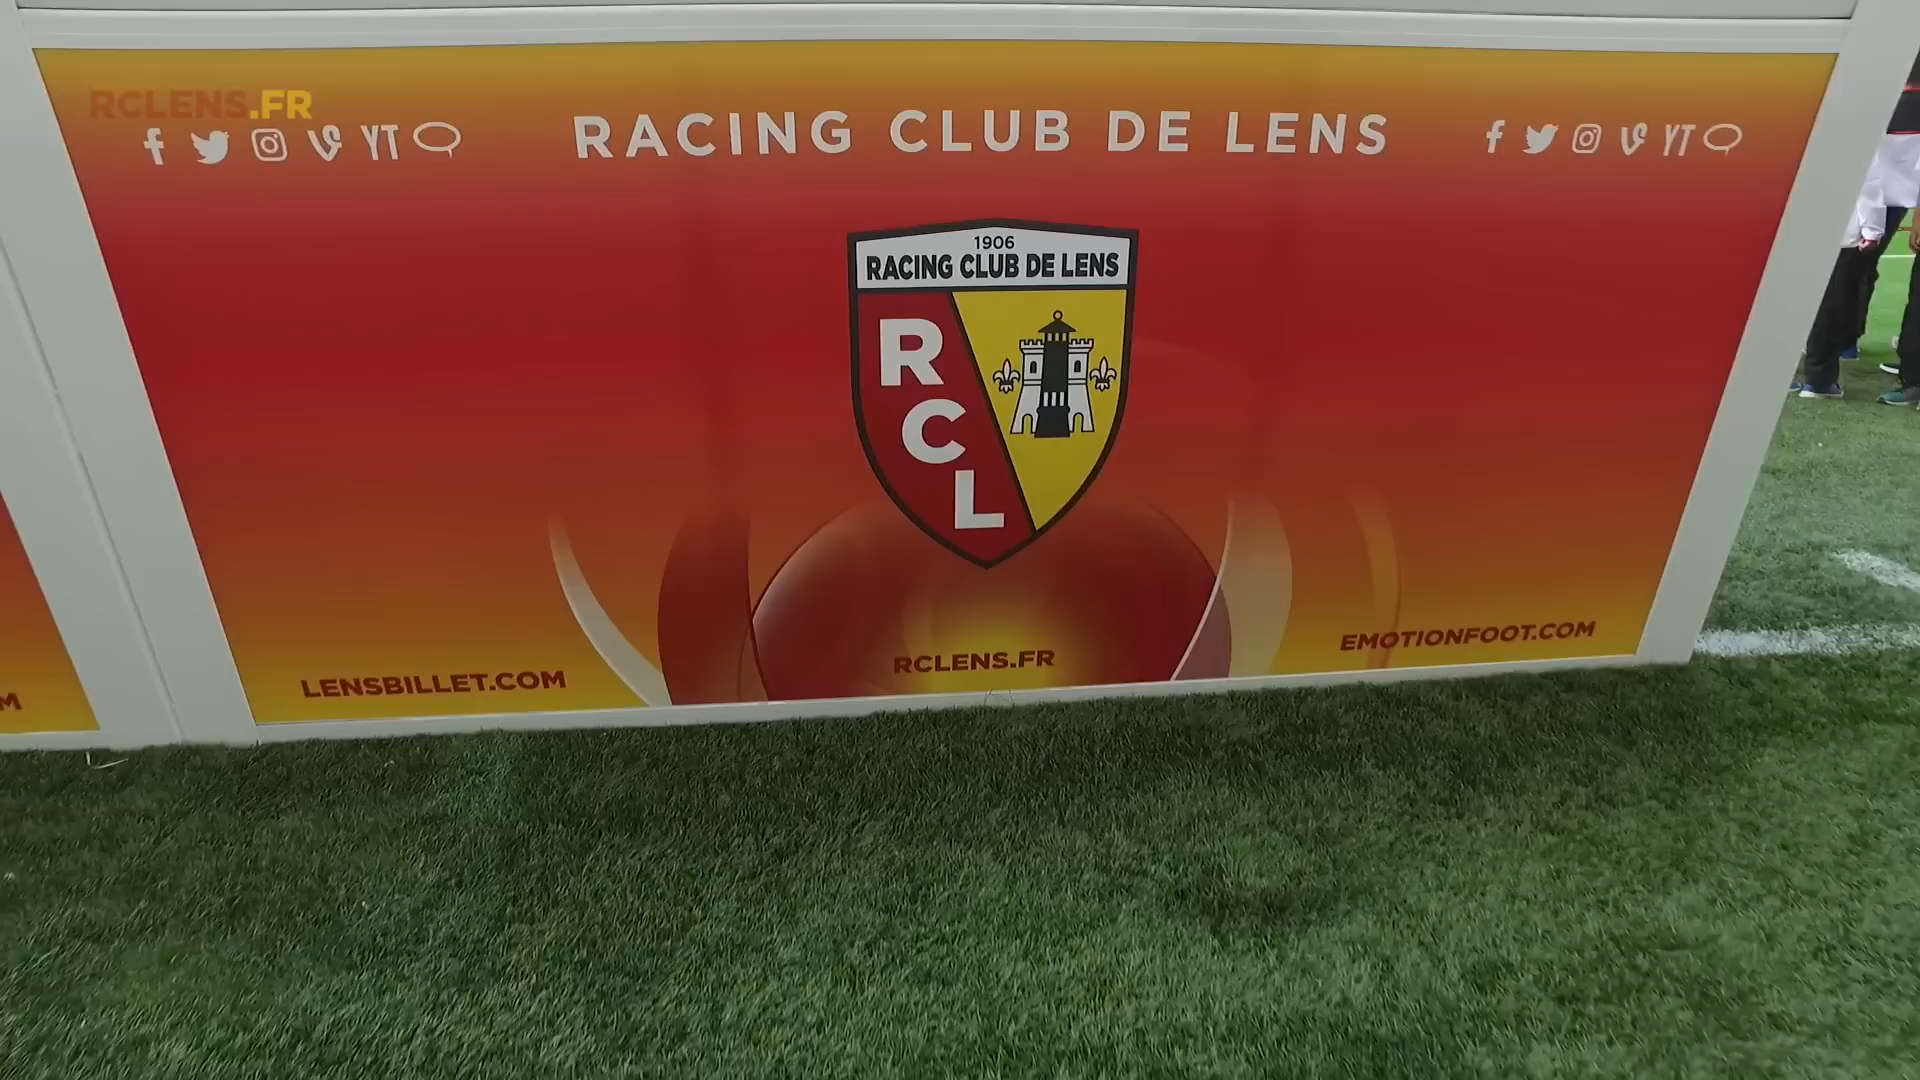 RCLENS.FR
YT
RACING CLUB DE LENS
YT
1906
RACING CLUB DE LENS
R
C
L
LENSBILLET.COM
RCLENS.FR
EMOTIONFOOT.COM
M